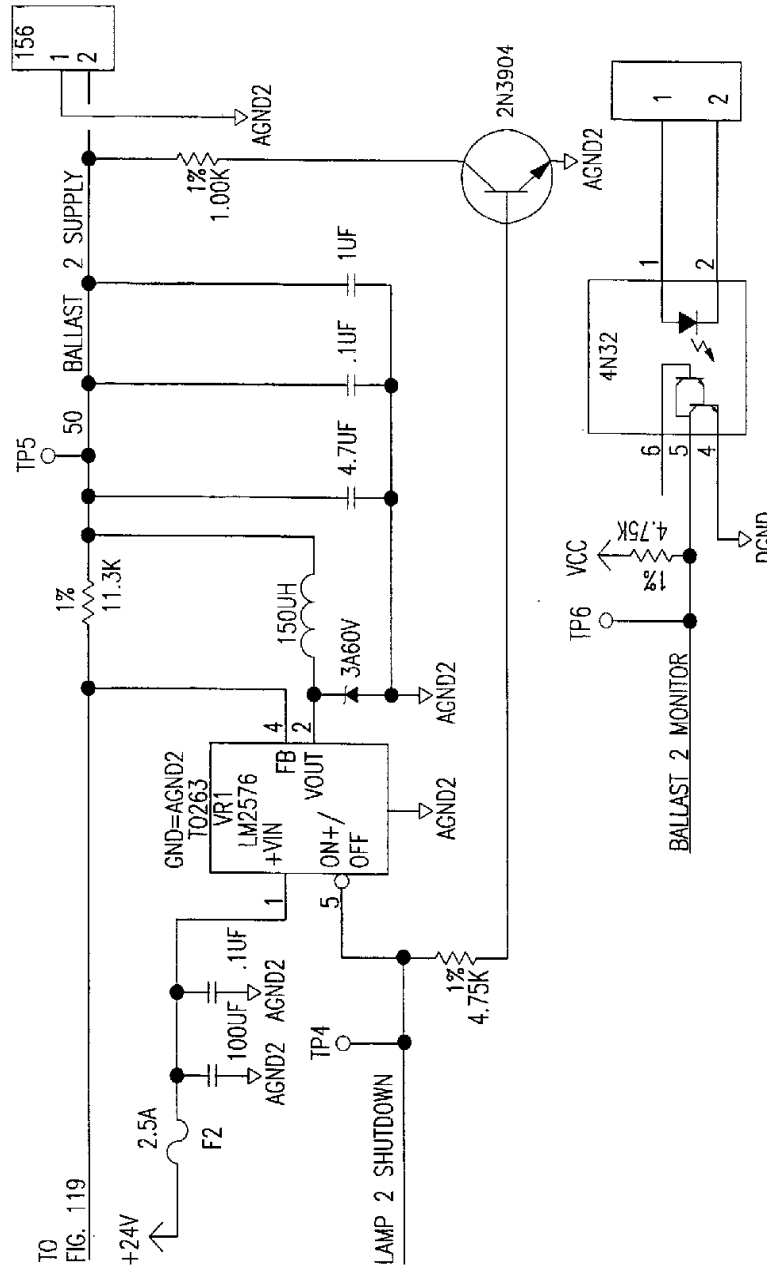 TO
FIG. 119
+24V
2.5A
F2
100UF
AGND2
.1UF
AGND2
GND=AGND2
TO263
VR1
LM2576
+VIN
FB
VOUT
ON+/
OFF
1
4
2
5
AGND2
1%
11.3K
150UH
3A60V
AGND2
TP5
50
BALLAST 2 SUPPLY
4.7UF
.1UF
1UF
1%
1.00K
156
1
2
AGND2
2N3904
AGND2
LAMP 2 SHUTDOWN
TP4
1%
4.75K
BALLAST 2 MONITOR
TP6
VCC
1%
4.75K
DGND
6
5
4
4N32
1
2
1
2